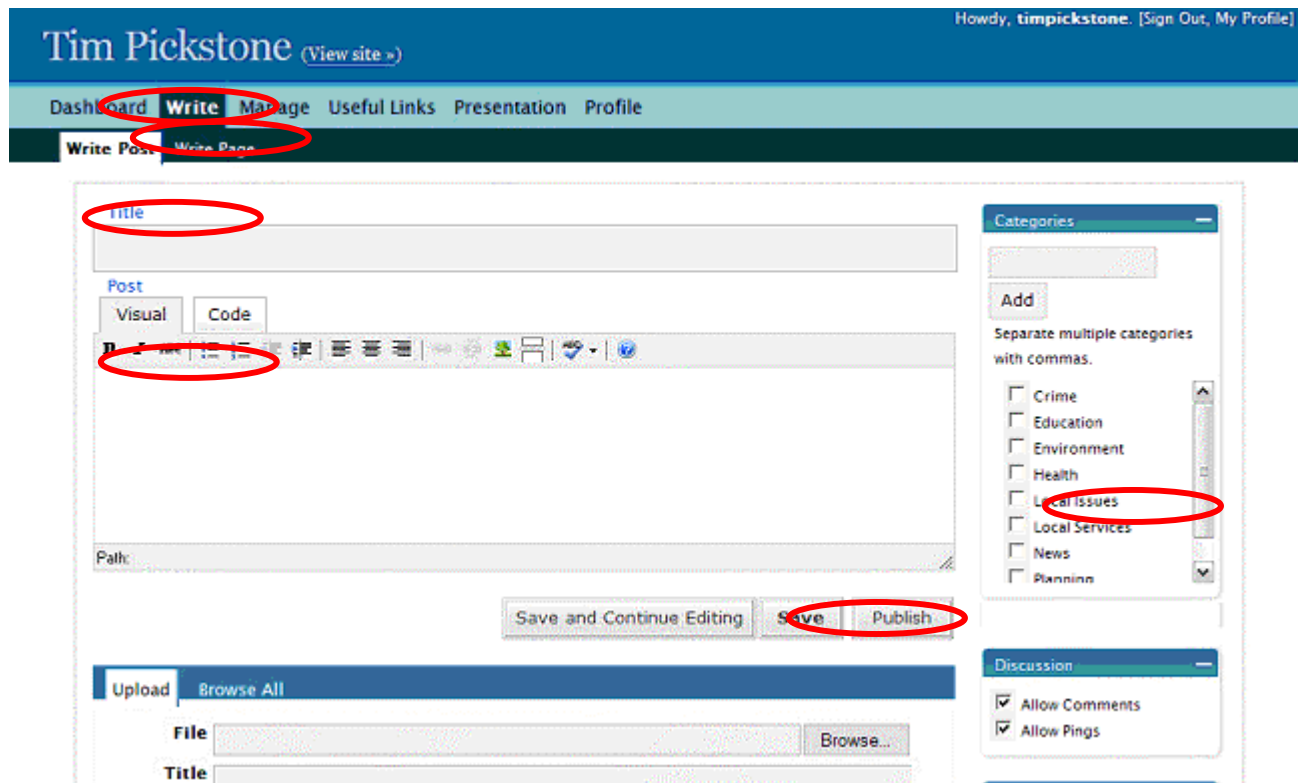 Howdy, timpickstone. [Sign Out, My Profile]
Tim Pickstone (View site »)
Dashboard Write Manage Useful Links Presentation Profile
Write Post Write Page
Title
Post
Visual Code
B I ABC
Path:
Save and Continue Editing Save Publish
Upload Browse All
File Browse...
Title
Categories
Add
Separate multiple categories
with commas.
Crime
Education
Environment
Health
Local Issues
Local Services
News
Planning
Discussion
Allow Comments
Allow Pings